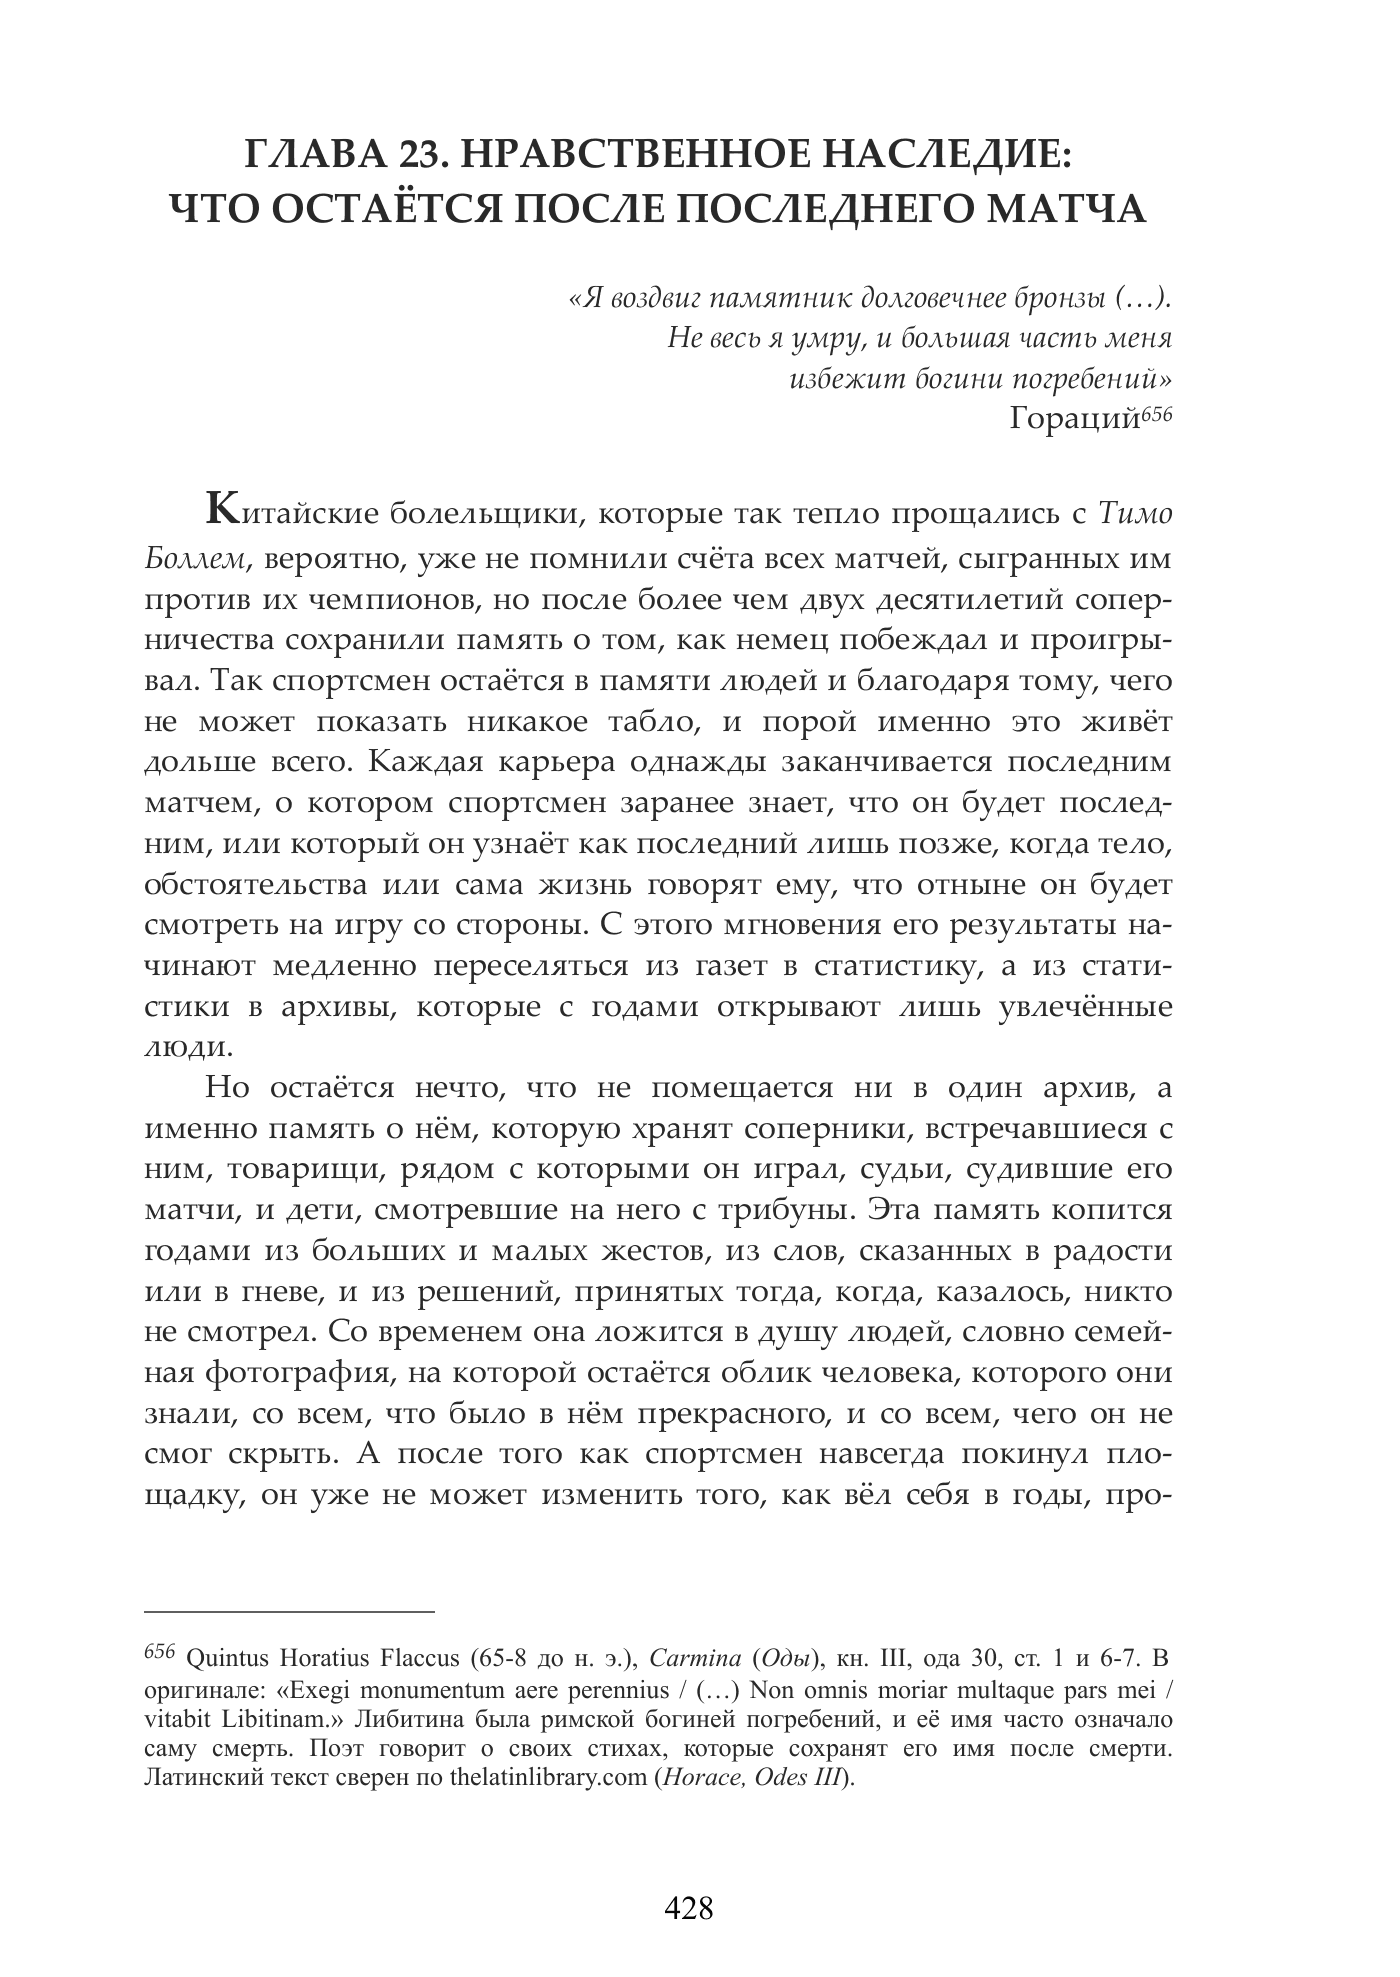 ГЛАВА 23. НРАВСТВЕННОЕ НАСЛЕДИЕ:
ЧТО ОСТАЁТСЯ ПОСЛЕ ПОСЛЕДНЕГО МАТЧА
«Я воздвиг памятник долговечнее бронзы (…).
Не весь я умру, и большая часть меня
избежит богини погребений»
Гораций656
Китайские болельщики, которые так тепло прощались с Тимо
Боллем, вероятно, уже не помнили счёта всех матчей, сыгранных им
против их чемпионов, но после более чем двух десятилетий сопер-
ничества сохранили память о том, как немец побеждал и проигры-
вал. Так спортсмен остаётся в памяти людей и благодаря тому, чего
не может показать никакое табло, и порой именно это живёт
дольше всего. Каждая карьера однажды заканчивается последним
матчем, о котором спортсмен заранее знает, что он будет послед-
ним, или который он узнаёт как последний лишь позже, когда тело,
обстоятельства или сама жизнь говорят ему, что отныне он будет
смотреть на игру со стороны. С этого мгновения его результаты на-
чинают медленно переселяться из газет в статистику, а из стати-
стики в архивы, которые с годами открывают лишь увлечённые
люди.
Но остаётся нечто, что не помещается ни в один архив, а
именно память о нём, которую хранят соперники, встречавшиеся с
ним, товарищи, рядом с которыми он играл, судьи, судившие его
матчи, и дети, смотревшие на него с трибуны. Эта память копится
годами из больших и малых жестов, из слов, сказанных в радости
или в гневе, и из решений, принятых тогда, когда, казалось, никто
не смотрел. Со временем она ложится в душу людей, словно семей-
ная фотография, на которой остаётся облик человека, которого они
знали, со всем, что было в нём прекрасного, и со всем, чего он не
смог скрыть. А после того как спортсмен навсегда покинул пло-
щадку, он уже не может изменить того, как вёл себя в годы, про-
656 Quintus Horatius Flaccus (65-8 до н. э.), Carmina (Оды), кн. III, ода 30, ст. 1 и 6-7. В
оригинале: «Exegi monumentum aere perennius / (…) Non omnis moriar multaque pars mei /
vitabit Libitinam.» Либитина была римской богиней погребений, и её имя часто означало
саму смерть. Поэт говорит о своих стихах, которые сохранят его имя после смерти.
Латинский текст сверен по thelatinlibrary.com (Horace, Odes III).
428